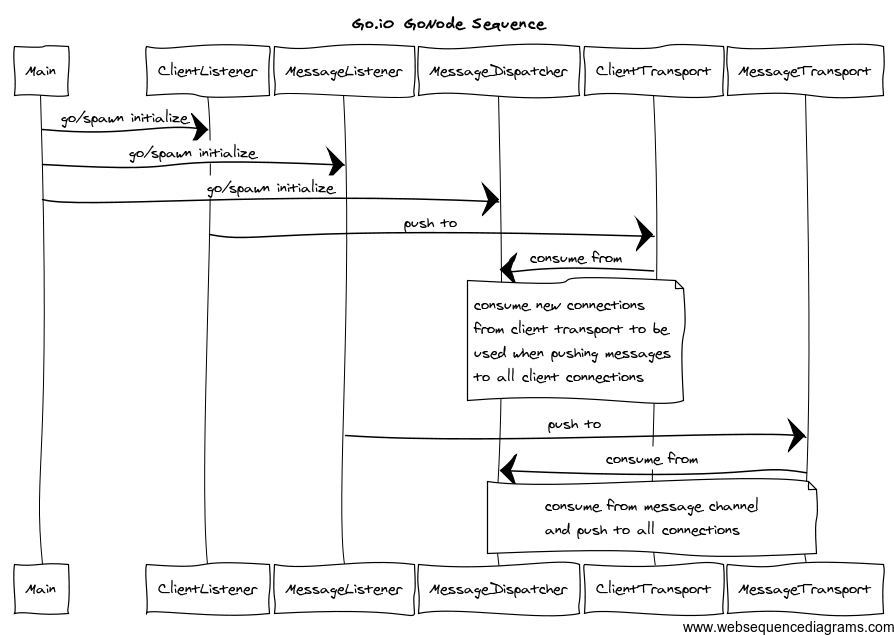 Go.io GoNode Sequence
Main ClientListener MessageListener MessageDispatcher ClientTransport MessageTransport
go/spawn initialize
go/spawn initialize
go/spawn initialize
push to
consume from
consume new connections
from client transport to be
used when pushing messages
to all client connections
push to
consume from
consume from message channel
and push to all connections
Main ClientListener MessageListener MessageDispatcher ClientTransport MessageTransport
www.websequencediagrams.com